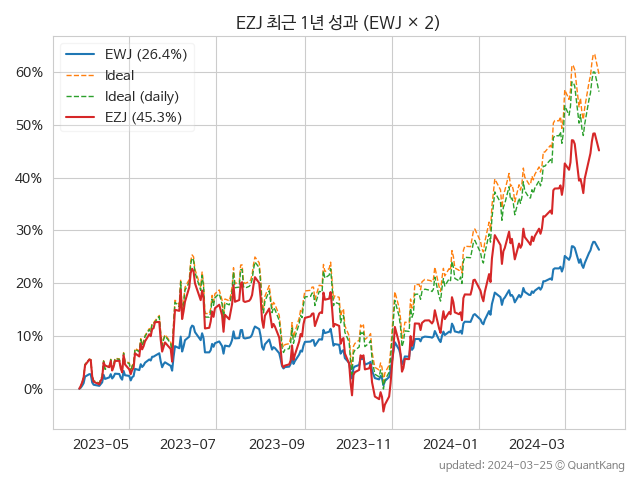 EZJ 최근 1년 성과 (EWJ × 2)
EWJ (26.4%)
Ideal
Ideal (daily)
EZJ (45.3%)
60%
50%
40%
30%
20%
10%
0%
2023-05 2023-07 2023-09 2023-11 2024-01 2024-03
updated: 2024-03-25 © QuantKang